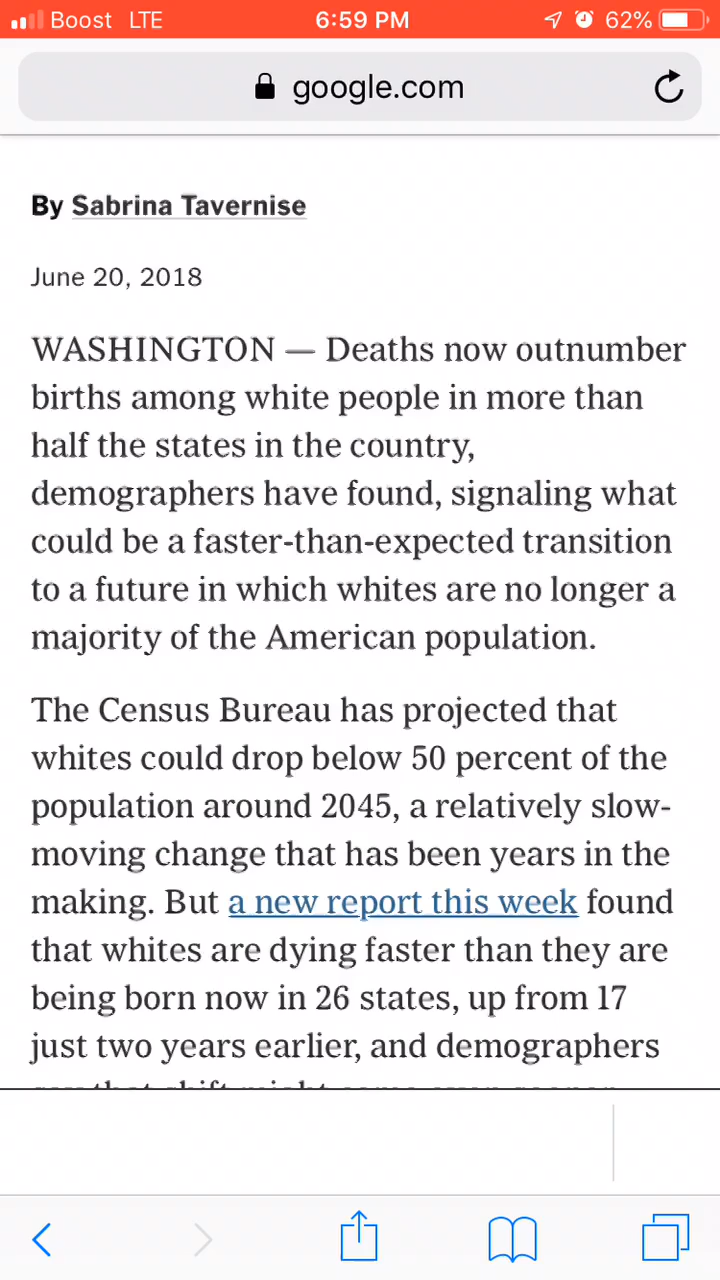 Boost LTE 6:59 PM 62%
google.com
By Sabrina Tavernise
June 20, 2018
WASHINGTON — Deaths now outnumber
births among white people in more than
half the states in the country,
demographers have found, signaling what
could be a faster-than-expected transition
to a future in which whites are no longer a
majority of the American population.
The Census Bureau has projected that
whites could drop below 50 percent of the
population around 2045, a relatively slow-
moving change that has been years in the
making. But a new report this week found
that whites are dying faster than they are
being born now in 26 states, up from 17
just two years earlier, and demographers